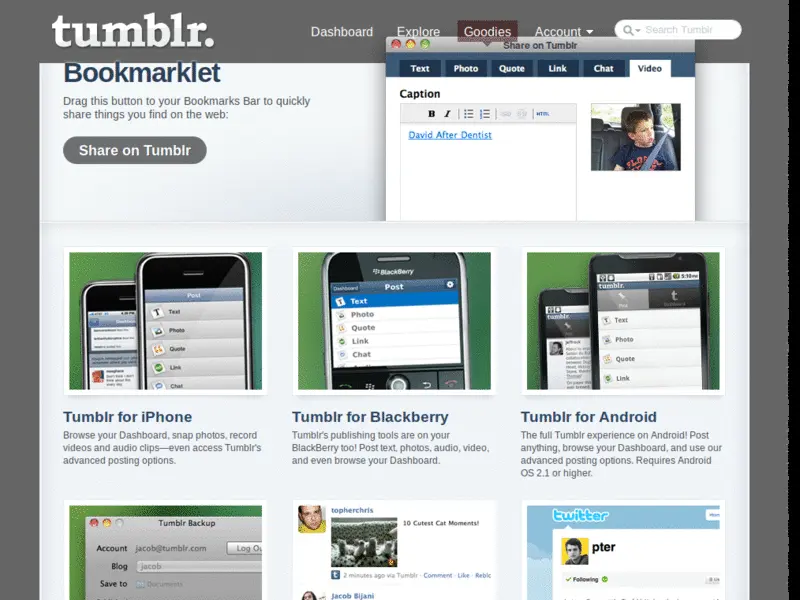 tumblr.
Dashboard Explore Goodies Account Search Tumblr
Bookmarklet
Drag this button to your Bookmarks Bar to quickly
share things you find on the web:
Share on Tumblr
Share on Tumblr
Text Photo Quote Link Chat Video
Caption
B I HTML
David After Dentist
Post
Text
Photo
Quote
Link
Chat
BlackBerry
Dashboard Post
Text
Photo
Quote
Link
Chat
5:10 PM
tumblr.
Post Dashboard
Text
Photo
Quote
Link
Tumblr for iPhone
Browse your Dashboard, snap photos, record
videos and audio clips—even access Tumblr's
advanced posting options.
Tumblr for Blackberry
Tumblr's publishing tools are on your
BlackBerry too! Post text, photos, audio, video,
and even browse your Dashboard.
Tumblr for Android
The full Tumblr experience on Android! Post
anything, browse your Dashboard, and use our
advanced posting options. Requires Android
OS 2.1 or higher.
Tumblr Backup
Account jacob@tumblr.com Log Ou
Blog jacob
Save to Documents
topherchris
10 Cutest Cat Moments!
2 minutes ago via Tumblr · Comment · Like · Reblo
Jacob Bijani
twitter
pter
Following